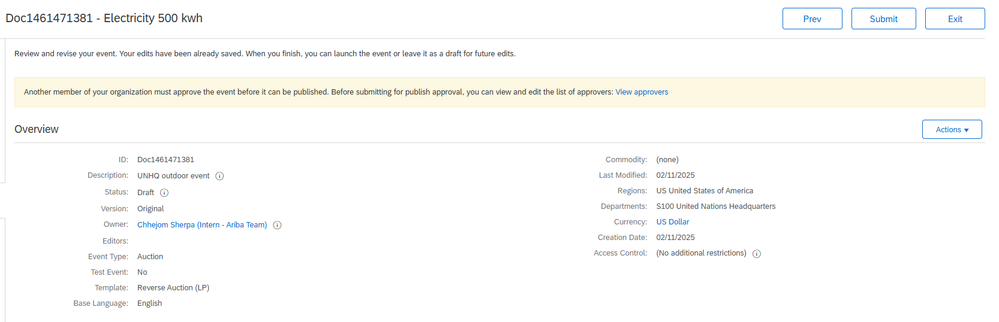 Doc1461471381 - Electricity 500 kwh
Prev
Submit
Exit
Review and revise your event. Your edits have been already saved. When you finish, you can launch the event or leave it as a draft for future edits.
Another member of your organization must approve the event before it can be published. Before submitting for publish approval, you can view and edit the list of approvers: View approvers
Overview
Actions
ID: Doc1461471381
Description: UNHQ outdoor event
Status: Draft
Version: Original
Owner: Chhejom Sherpa (Intern - Ariba Team)
Editors:
Event Type: Auction
Test Event: No
Template: Reverse Auction (LP)
Base Language: English
Commodity: (none)
Last Modified: 02/11/2025
Regions: US United States of America
Departments: S100 United Nations Headquarters
Currency: US Dollar
Creation Date: 02/11/2025
Access Control: (No additional restrictions)